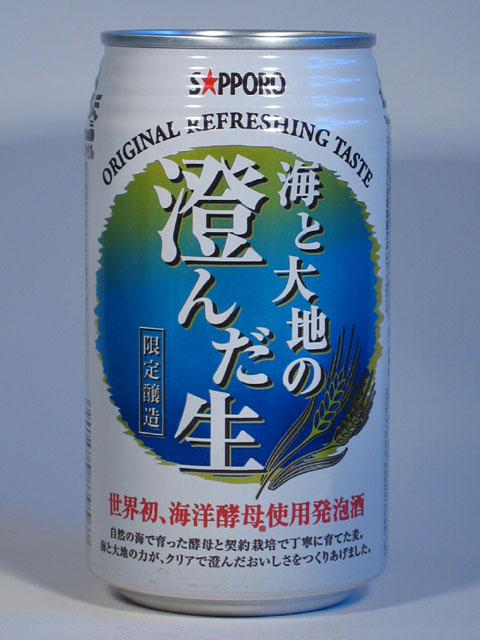 SAPPORO
ORIGINAL REFRESHING TASTE
海と大地の
澄んだ生
限定醸造
世界初、海洋酵母®使用発泡酒
自然の海で育った酵母と契約栽培で丁寧に育てた麦。
海と大地の力が、クリアで澄んだおいしさをつくりあげました。